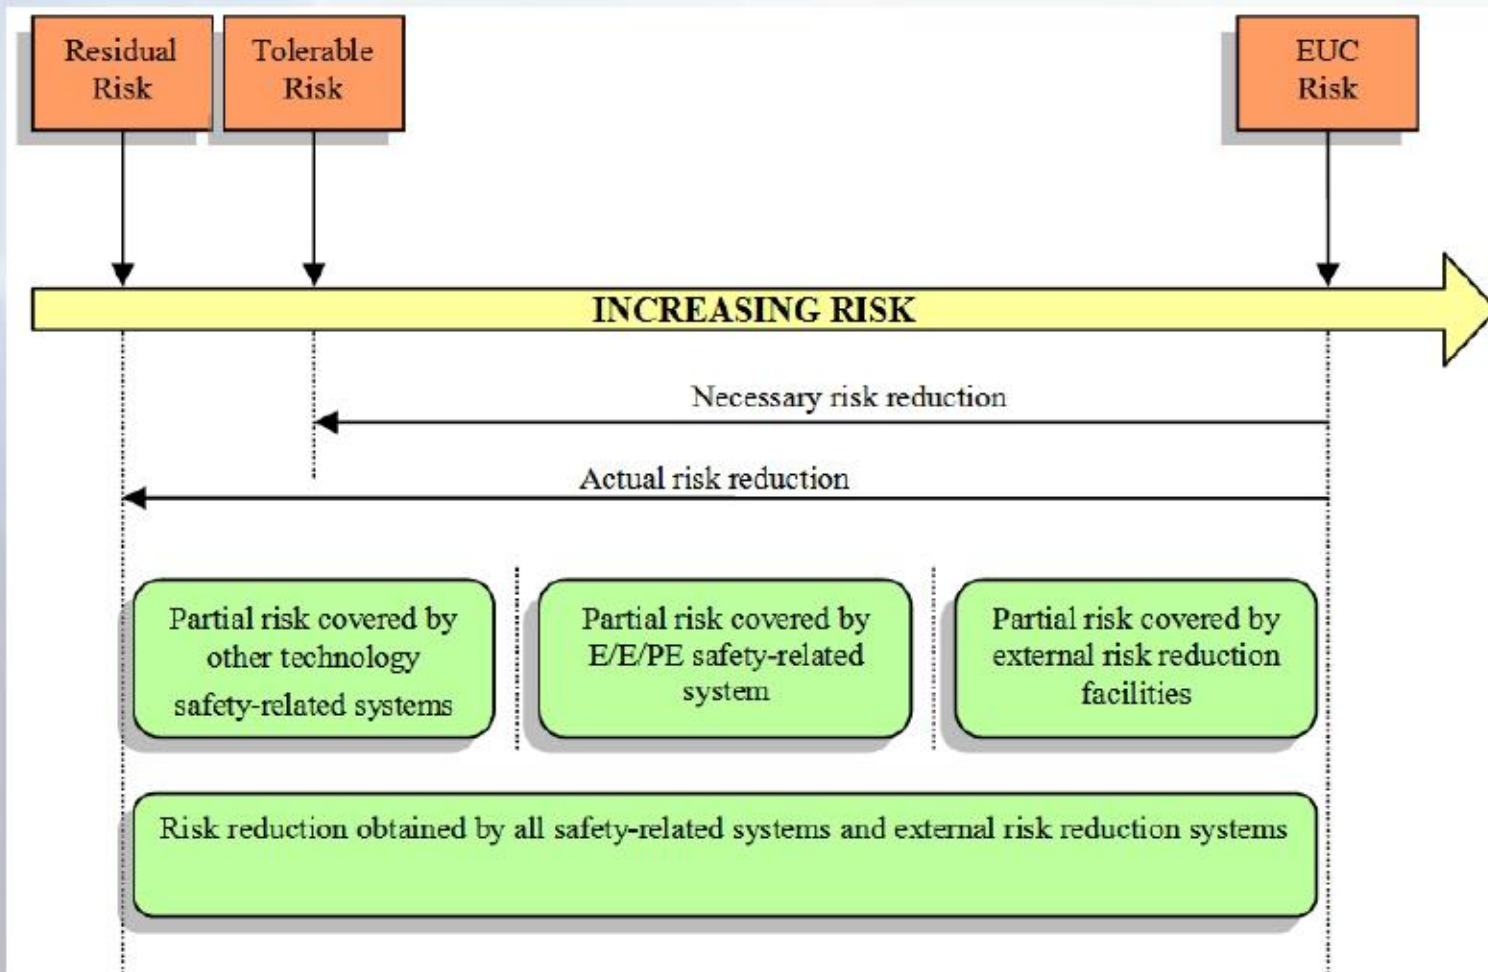 Residual
Risk
Tolerable
Risk
EUC
Risk
INCREASING RISK
Necessary risk reduction
Actual risk reduction
Partial risk covered by
other technology
safety-related systems
Partial risk covered by
E/E/PE safety-related
system
Partial risk covered by
external risk reduction
facilities
Risk reduction obtained by all safety-related systems and external risk reduction systems